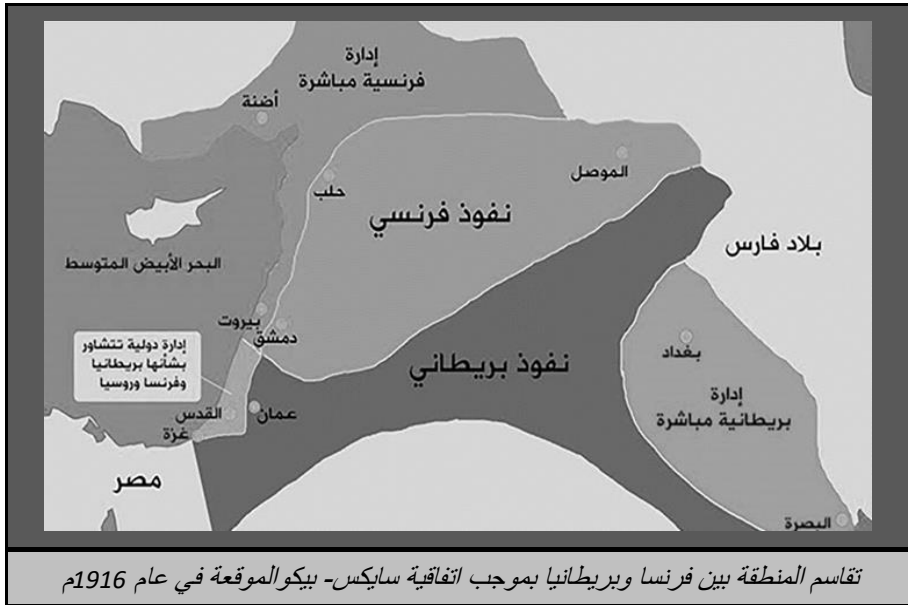 إدارة
فرنسية مباشرة
أضنة
الموصل
حلب
نفوذ فرنسي
بلاد فارس
البحر الأبيض المتوسط
بيروت
دمشق
إدارة دولية تتشاور
بشأنها بريطانيا
وفرنسا وروسيا
نفوذ بريطاني
بغداد
إدارة
بريطانية مباشرة
القدس
عمان
غزة
مصر
البصرة
تقاسم المنطقة بين فرنسا وبريطانيا بموجب اتفاقية سايكس- بيكو الموقعة في عام 1916م